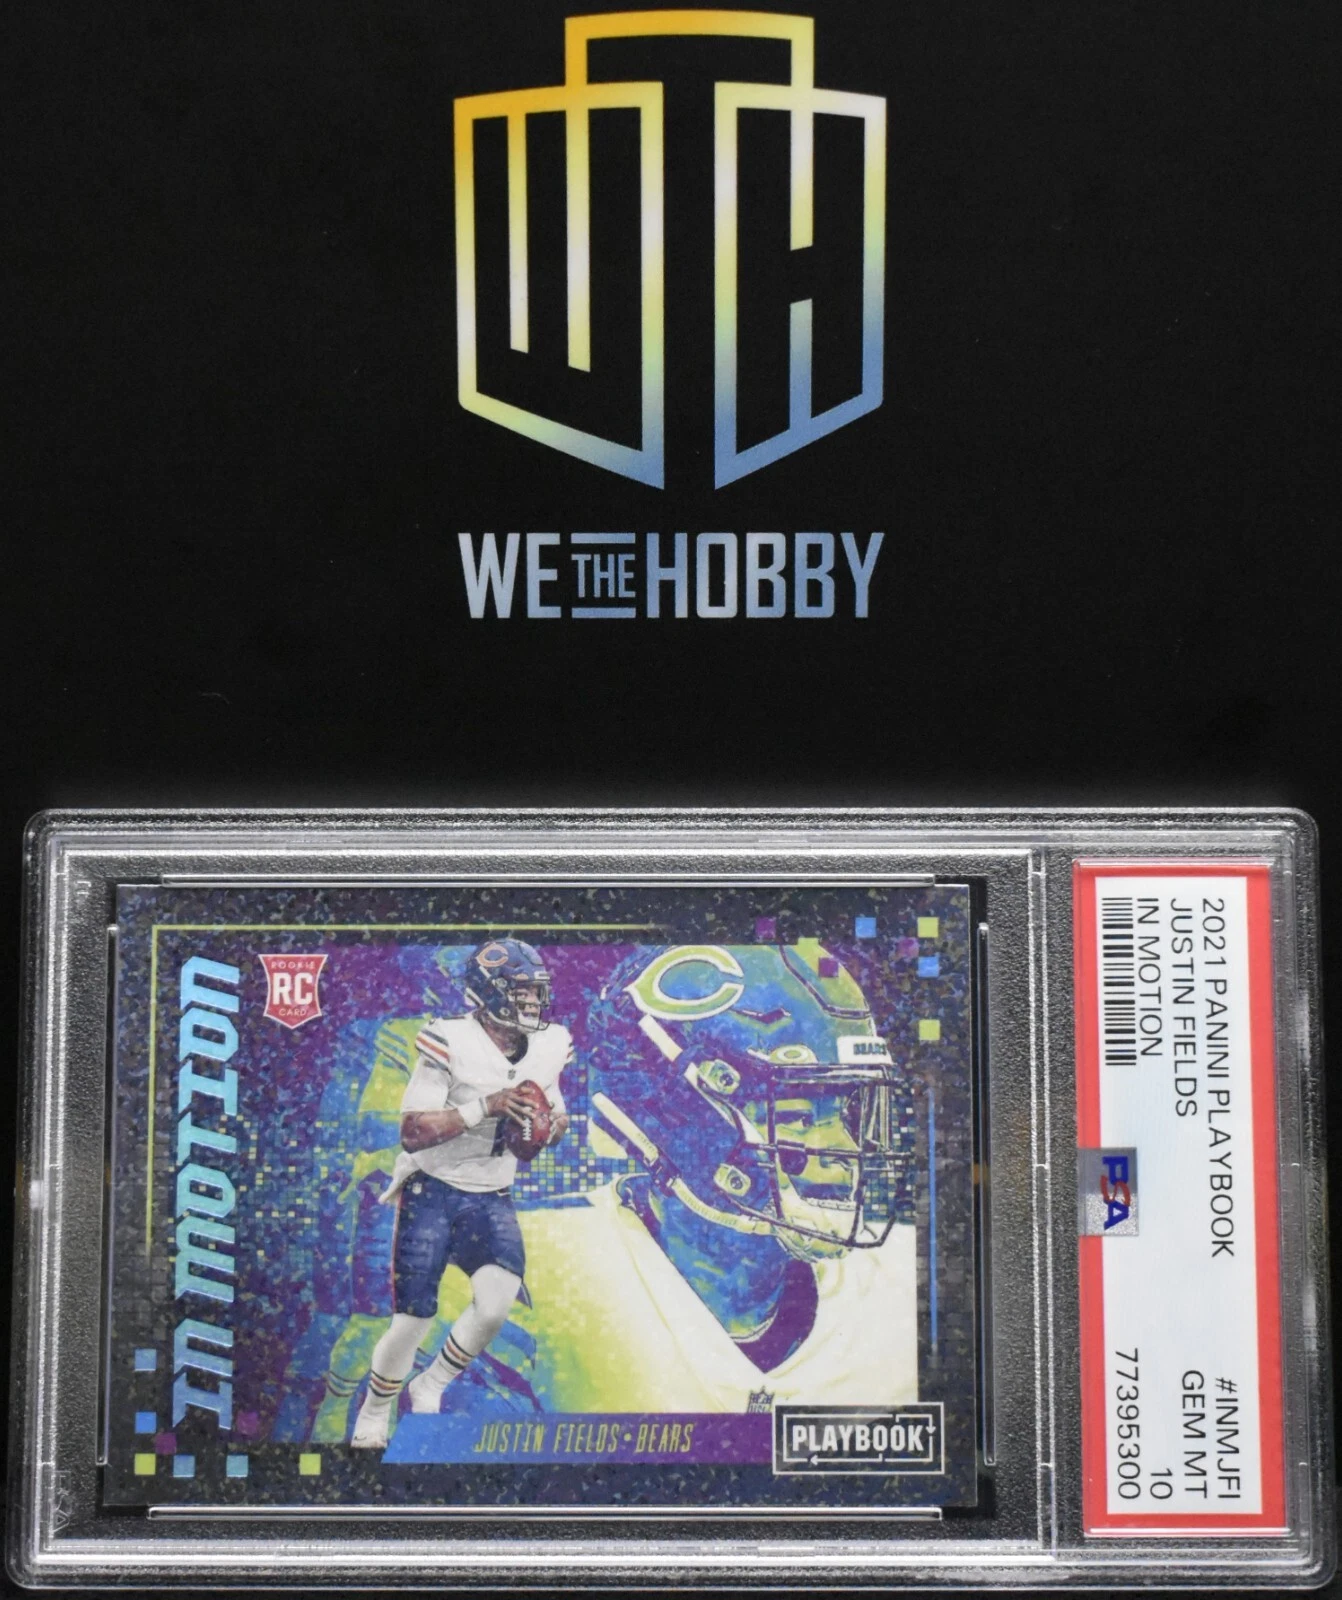 WTH
WE THE HOBBY
IN MOTION
ROOKIE
RC
CARD
BEARS
JUSTIN FIELDS • BEARS
PLAYBOOK
2021 PANINI PLAYBOOK #INMJFI
JUSTIN FIELDS GEM MT
IN MOTION 10
PSA
77395300